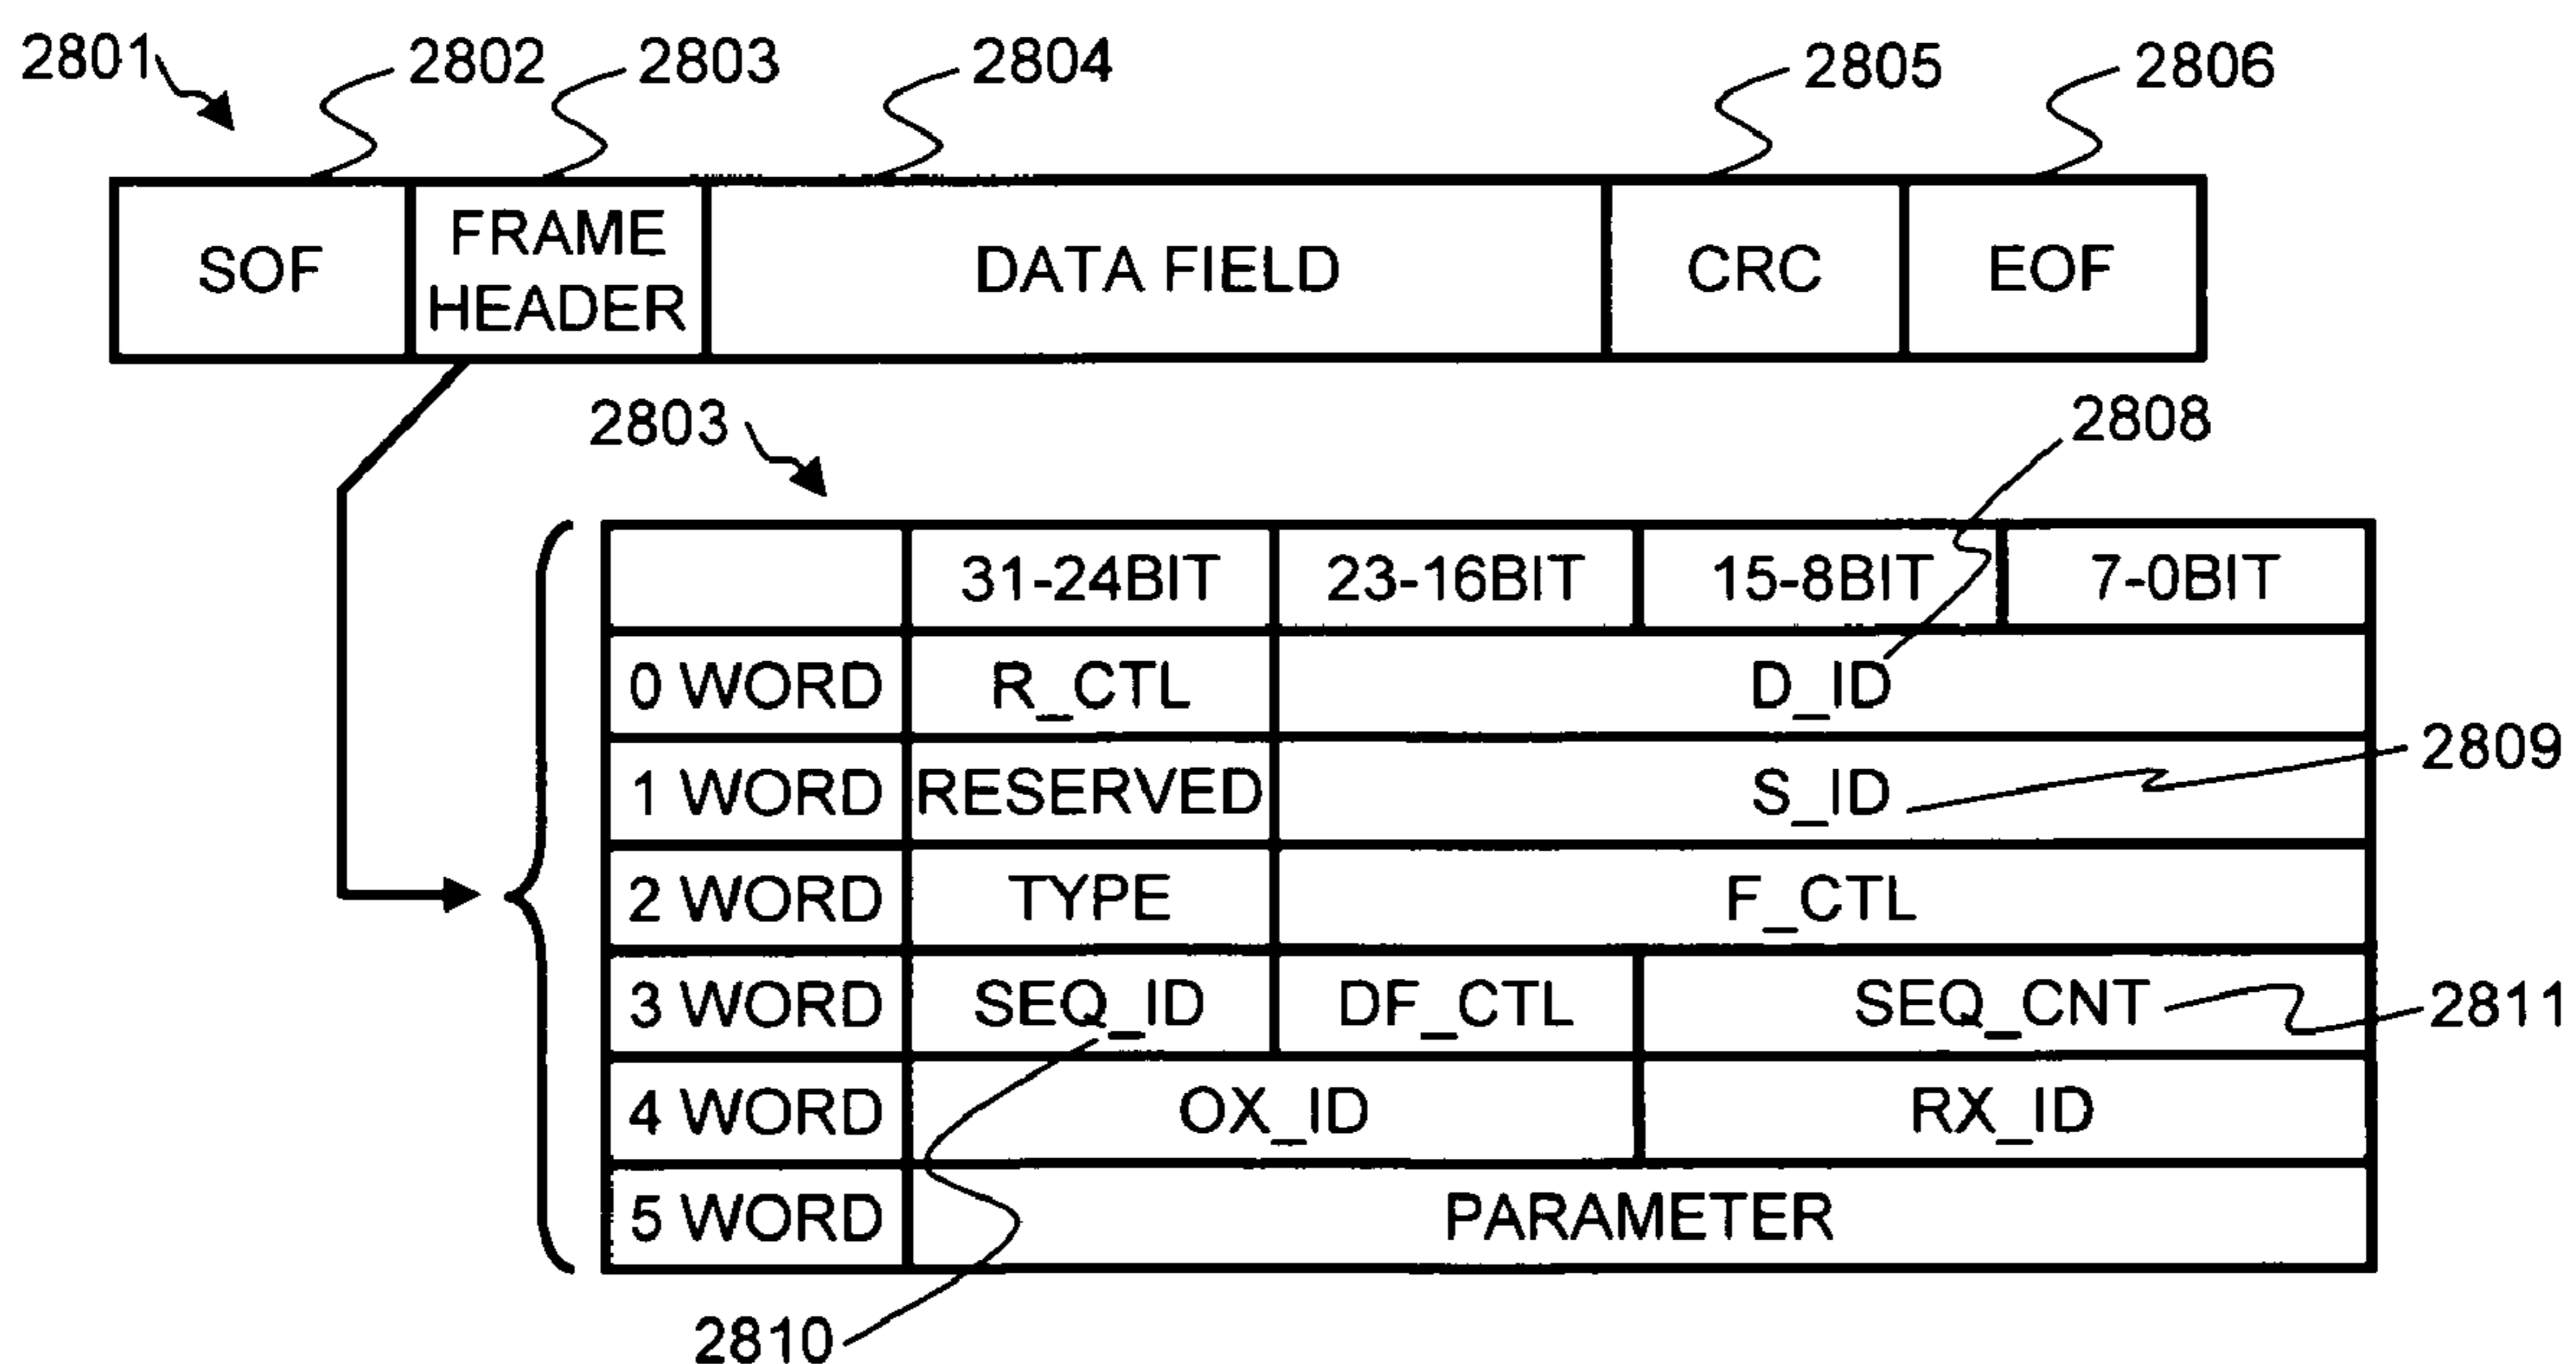 2801 2802 2803 2804 2805 2806
SOF FRAME HEADER DATA FIELD CRC EOF
2803 2808
31-24BIT 23-16BIT 15-8BIT 7-0BIT
0 WORD R_CTL D_ID
1 WORD RESERVED S_ID 2809
2 WORD TYPE F_CTL
3 WORD SEQ_ID DF_CTL SEQ_CNT 2811
4 WORD OX_ID RX_ID
5 WORD PARAMETER
2810